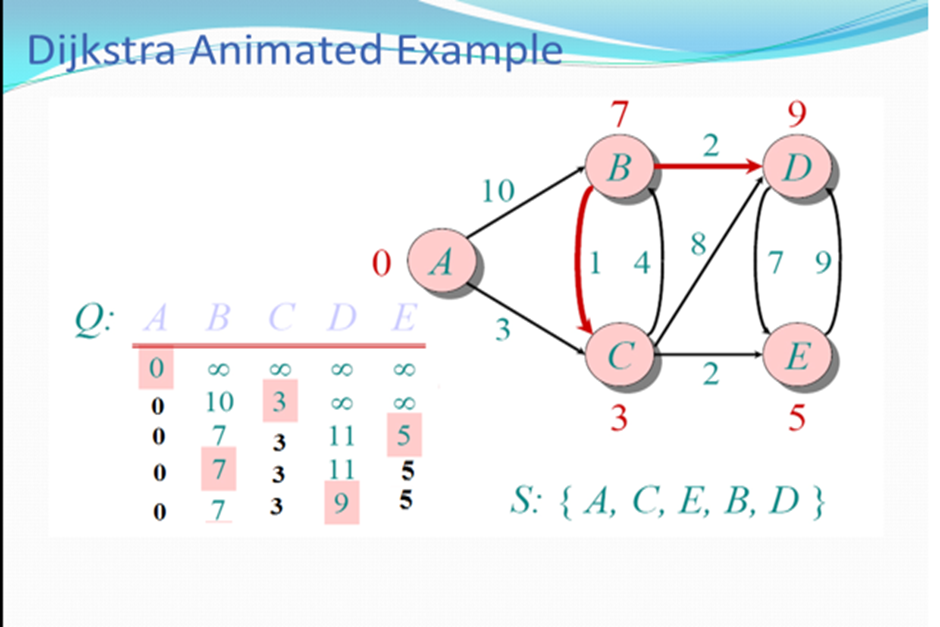 Dijkstra Animated Example
7 9
2
B D
10
0 A 1 4 8 7 9
3
C E
2
3 5
Q: A B C D E
0 ∞ ∞ ∞ ∞
0 10 3 ∞ ∞
0 7 3 11 5
0 7 3 11 5
0 7 3 9 5
S: { A, C, E, B, D }